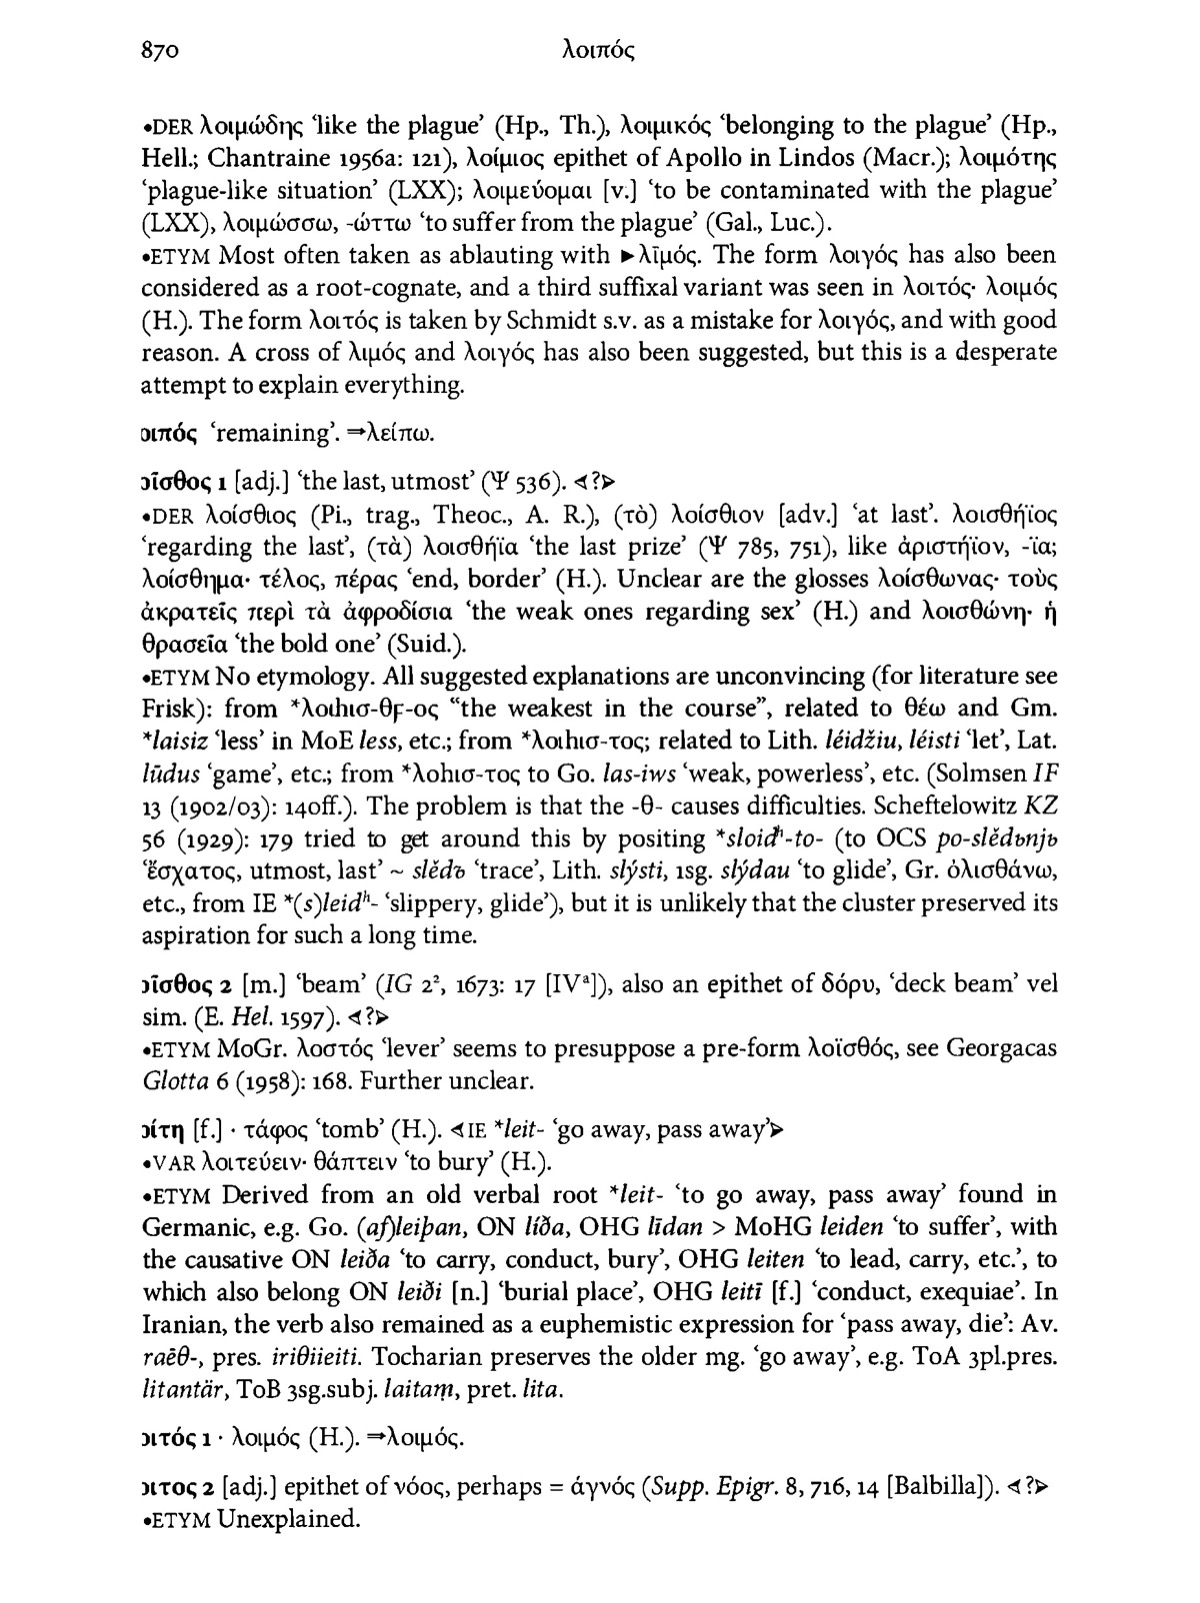 870 λοιπός
•DER λοιμώδης ‘like the plague’ (Hp., Th.), λοιμικός ‘belonging to the plague’ (Hp.,
Hell.; Chantraine 1956a: 121), λοίμιος epithet of Apollo in Lindos (Macr.); λοιμότης
‘plague-like situation’ (LXX); λοιμεύομαι [v.] ‘to be contaminated with the plague’
(LXX), λοιμώσσω, -ώττω ‘to suffer from the plague’ (Gal., Luc.).
•ETYM Most often taken as ablauting with ►λῑμός. The form λοιγός has also been
considered as a root-cognate, and a third suffixal variant was seen in λοιτός· λοιμός
(H.). The form λοιτός is taken by Schmidt s.v. as a mistake for λοιγός, and with good
reason. A cross of λιμός and λοιγός has also been suggested, but this is a desperate
attempt to explain everything.
οιπός ‘remaining’. ⇒λείπω.
οῖσθος 1 [adj.] ‘the last, utmost’ (Ψ 536). ◁?▷
•DER λοίσθιος (Pi., trag., Theoc., A. R.), (τὸ) λοίσθιον [adv.] ‘at last’. λοισθήϊος
‘regarding the last’, (τὰ) λοισθήϊα ‘the last prize’ (Ψ 785, 751), like ἀριστήϊον, -ϊα;
λοίσθημα· τέλος, πέρας ‘end, border’ (H.). Unclear are the glosses λοίσθωνας· τοὺς
ἀκρατεῖς περὶ τὰ ἀφροδίσια ‘the weak ones regarding sex’ (H.) and λοισθώνη· ἡ
θρασεῖα ‘the bold one’ (Suid.).
•ETYM No etymology. All suggested explanations are unconvincing (for literature see
Frisk): from *λοιhισ-θϝ-ος “the weakest in the course”, related to θέω and Gm.
*laisiz ‘less’ in MoE less, etc.; from *λοιhισ-τος; related to Lith. léidžiu, léisti ‘let’, Lat.
lūdus ‘game’, etc.; from *λοhισ-τος to Go. las-iws ‘weak, powerless’, etc. (Solmsen IF
13 (1902/03): 140ff.). The problem is that the -θ- causes difficulties. Scheftelowitz KZ
56 (1929): 179 tried to get around this by positing *sloidʰ-to- (to OCS po-slědьnjь
‘ἔσχατος, utmost, last’ ~ slědъ ‘trace’, Lith. slýsti, 1sg. slýdau ‘to glide’, Gr. ὀλισθάνω,
etc., from IE *(s)leidʰ- ‘slippery, glide’), but it is unlikely that the cluster preserved its
aspiration for such a long time.
οῖσθος 2 [m.] ‘beam’ (IG 2², 1673: 17 [IVᵃ]), also an epithet of δόρυ, ‘deck beam’ vel
sim. (E. Hel. 1597). ◁?▷
•ETYM MoGr. λοστός ‘lever’ seems to presuppose a pre-form λοϊσθός, see Georgacas
Glotta 6 (1958): 168. Further unclear.
οίτη [f.] · τάφος ‘tomb’ (H.). ◁IE *leit- ‘go away, pass away’▷
•VAR λοιτεύειν· θάπτειν ‘to bury’ (H.).
•ETYM Derived from an old verbal root *leit- ‘to go away, pass away’ found in
Germanic, e.g. Go. (af)leiþan, ON líða, OHG līdan > MoHG leiden ‘to suffer’, with
the causative ON leiða ‘to carry, conduct, bury’, OHG leiten ‘to lead, carry, etc.’, to
which also belong ON leiði [n.] ‘burial place’, OHG leitī [f.] ‘conduct, exequiae’. In
Iranian, the verb also remained as a euphemistic expression for ‘pass away, die’: Av.
raēθ-, pres. iriθiieiti. Tocharian preserves the older mg. ‘go away’, e.g. ToA 3pl.pres.
litantär, ToB 3sg.subj. laitaṃ, pret. lita.
οιτός 1 · λοιμός (H.). ⇒λοιμός.
οιτος 2 [adj.] epithet of νόος, perhaps = ἁγνός (Supp. Epigr. 8, 716, 14 [Balbilla]). ◁?▷
•ETYM Unexplained.